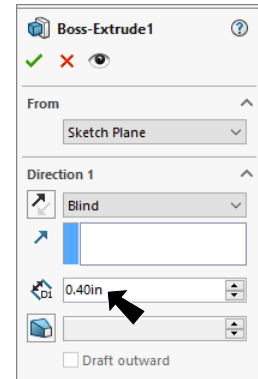 Boss-Extrude1
From
Sketch Plane
Direction 1
Blind
D1 0.40in
Draft outward